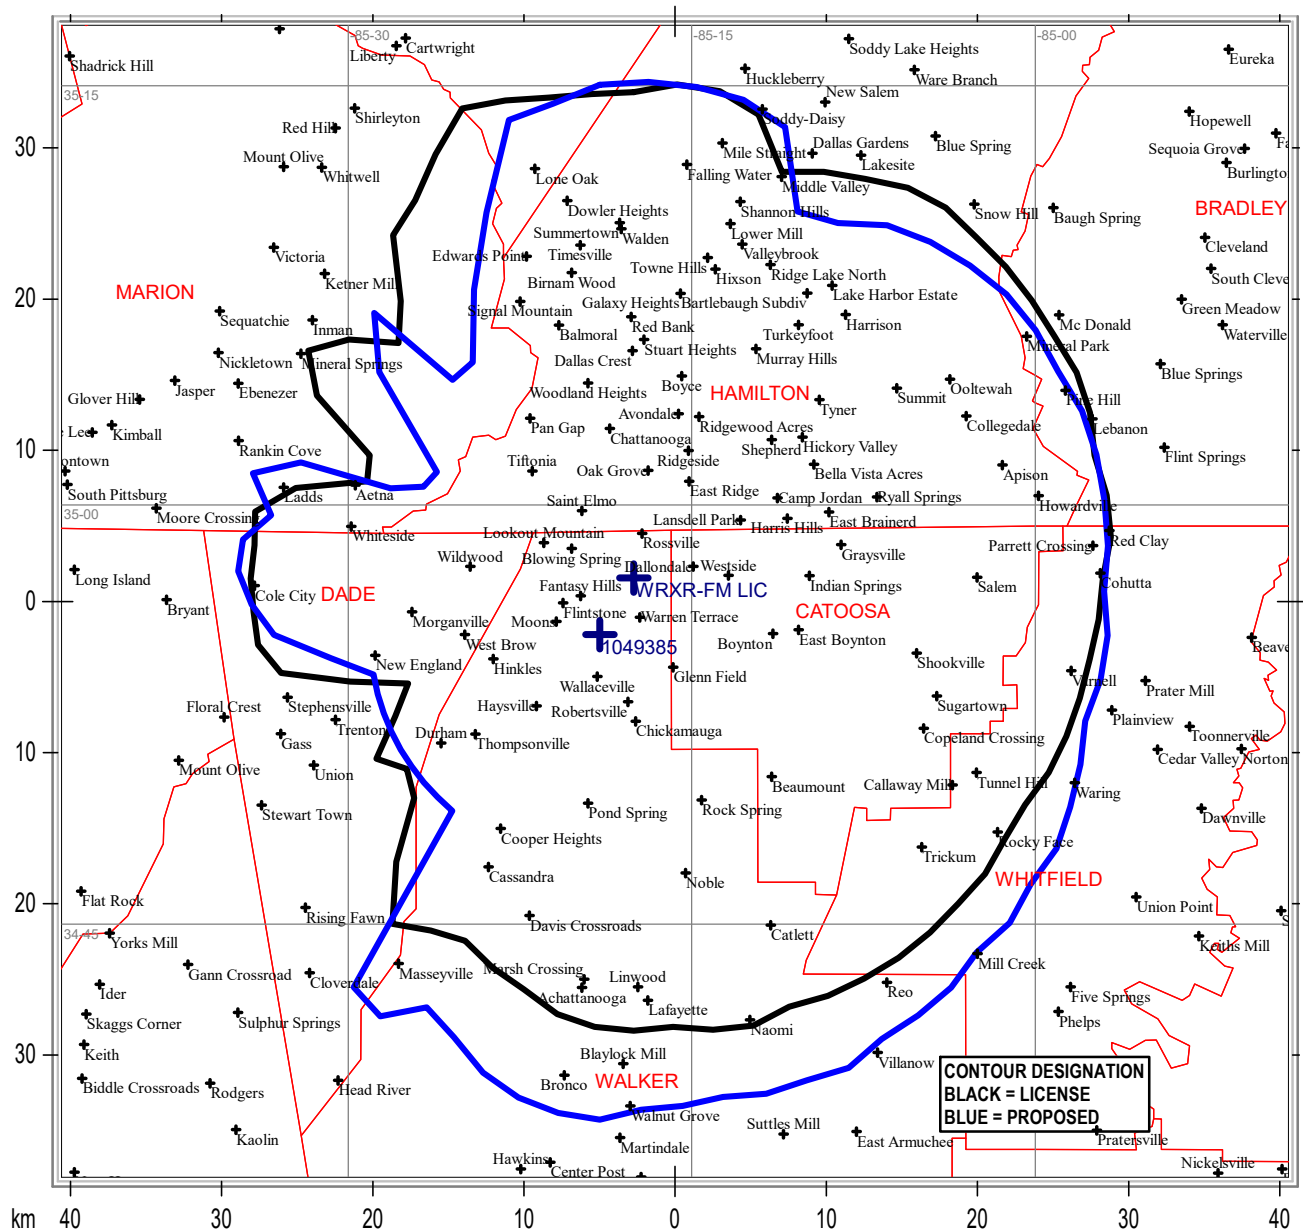 -85-30
-85-15
-85-00
Cartwright
Liberty
Shadrick Hill
Soddy Lake Heights
Eureka
Huckleberry
Ware Branch
35-15
New Salem
Shirleyton
Soddy-Daisy
Hopewell
Red Hill
30
Mile Straight
Dallas Gardens
Blue Spring
Sequoia Grove
Mount Olive
Whitwell
Lone Oak
Falling Water
Lakesite
Burlingto
Middle Valley
Dowler Heights
Shannon Hills
Snow Hill
Baugh Spring
BRADLEY
Summertown
Walden
Lower Mill
Victoria
Edwards Point
Timesville
Valleybrook
Cleveland
Ketner Mill
Birnam Wood
Towne Hills
Hixson
Ridge Lake North
South Cleve
MARION
20
Signal Mountain
Galaxy Heights
Bartlebaugh Subdiv
Lake Harbor Estate
Green Meadow
Sequatchie
Inman
Balmoral
Red Bank
Turkeyfoot
Harrison
Mc Donald
Waterville
Nickletown
Mineral Springs
Dallas Crest
Stuart Heights
Murray Hills
Mineral Park
Jasper
Ebenezer
Woodland Heights
Boyce
HAMILTON
Summit
Ooltewah
Blue Springs
Glover Hill
Avondale
Tyner
Pine Hill
e Lee
Kimball
Pan Gap
Chattanooga
Ridgewood Acres
Collegedale
Lebanon
10
Rankin Cove
Shepherd
Hickory Valley
Flint Springs
ontown
Tiftonia
Oak Grove
Ridgeside
Bella Vista Acres
Apison
South Pittsburg
Ladds
Aetna
East Ridge
Camp Jordan
Ryall Springs
Howardville
35-00
Moore Crossin
Saint Elmo
Lansdell Park
Harris Hills
East Brainerd
Whiteside
Lookout Mountain
Rossville
Graysville
Parrett Crossing
Red Clay
Wildwood
Blowing Spring
Dallondale
Westside
Long Island
Cole City
DADE
Fantasy Hills
WRXR-FM LIC
Indian Springs
Salem
Cohutta
0
Bryant
Morganville
Moons
Flintstone
Warren Terrace
CATOOSA
West Brow
1049385
Boynton
East Boynton
Beave
New England
Hinkles
Glenn Field
Shookville
Varnell
Prater Mill
Stephensville
Wallaceville
Sugartown
Floral Crest
Trenton
Haysville
Robertsville
Chickamauga
Plainview
Gass
Durham
Thompsonville
Copeland Crossing
Toonnerville
10
Mount Olive
Union
Beaumount
Callaway Mill
Tunnel Hill
Waring
Cedar Valley
Norton
Stewart Town
Pond Spring
Rock Spring
Dawnville
Cooper Heights
Trickum
Rocky Face
Cassandra
Noble
WHITFIELD
20
Flat Rock
Rising Fawn
Davis Crossroads
Catlett
Union Point
34-45
Yorks Mill
Keiths Mill
Gann Crossroad
Cloverdale
Masseyville
Marsh Crossing
Linwood
Mill Creek
Ider
Achattanooga
Lafayette
Reo
Five Springs
Skaggs Corner
Sulphur Springs
Naomi
Phelps
30
Keith
Blaylock Mill
Villanow
Biddle Crossroads
Rodgers
Head River
Bronco
WALKER
CONTOUR DESIGNATION
BLACK = LICENSE
BLUE = PROPOSED
Walnut Grove
Kaolin
Martindale
Suttles Mill
East Armuchee
Pratersville
Hawkins
Center Post
Nickelsville
km 40 30 20 10 0 10 20 30 40